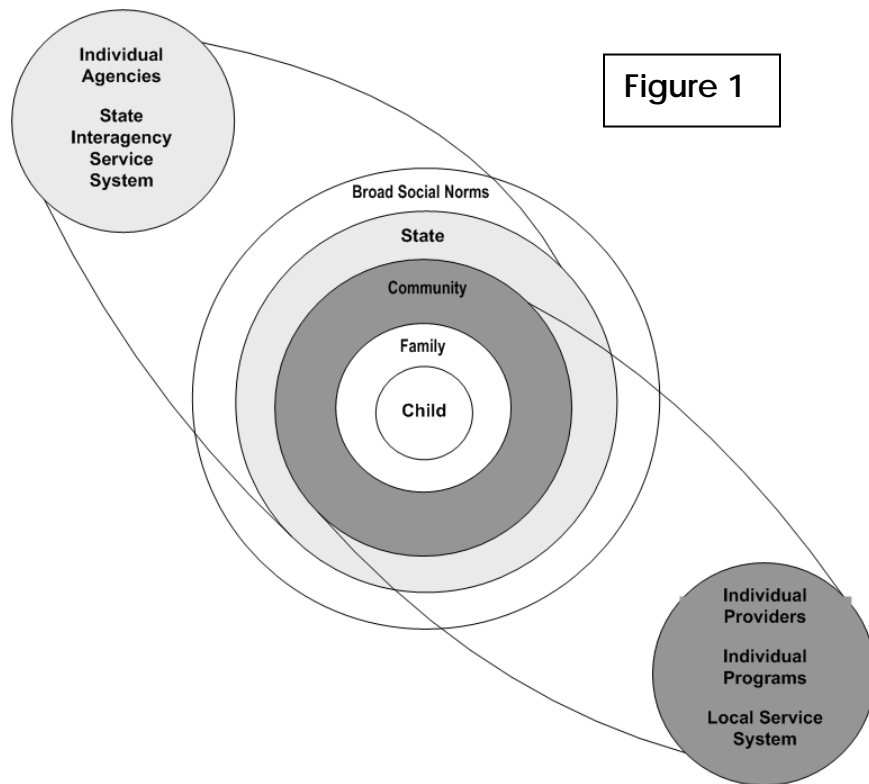 Individual
Agencies
State
Interagency
Service
System
Figure 1
Broad Social Norms
State
Community
Family
Child
Individual
Providers
Individual
Programs
Local Service
System